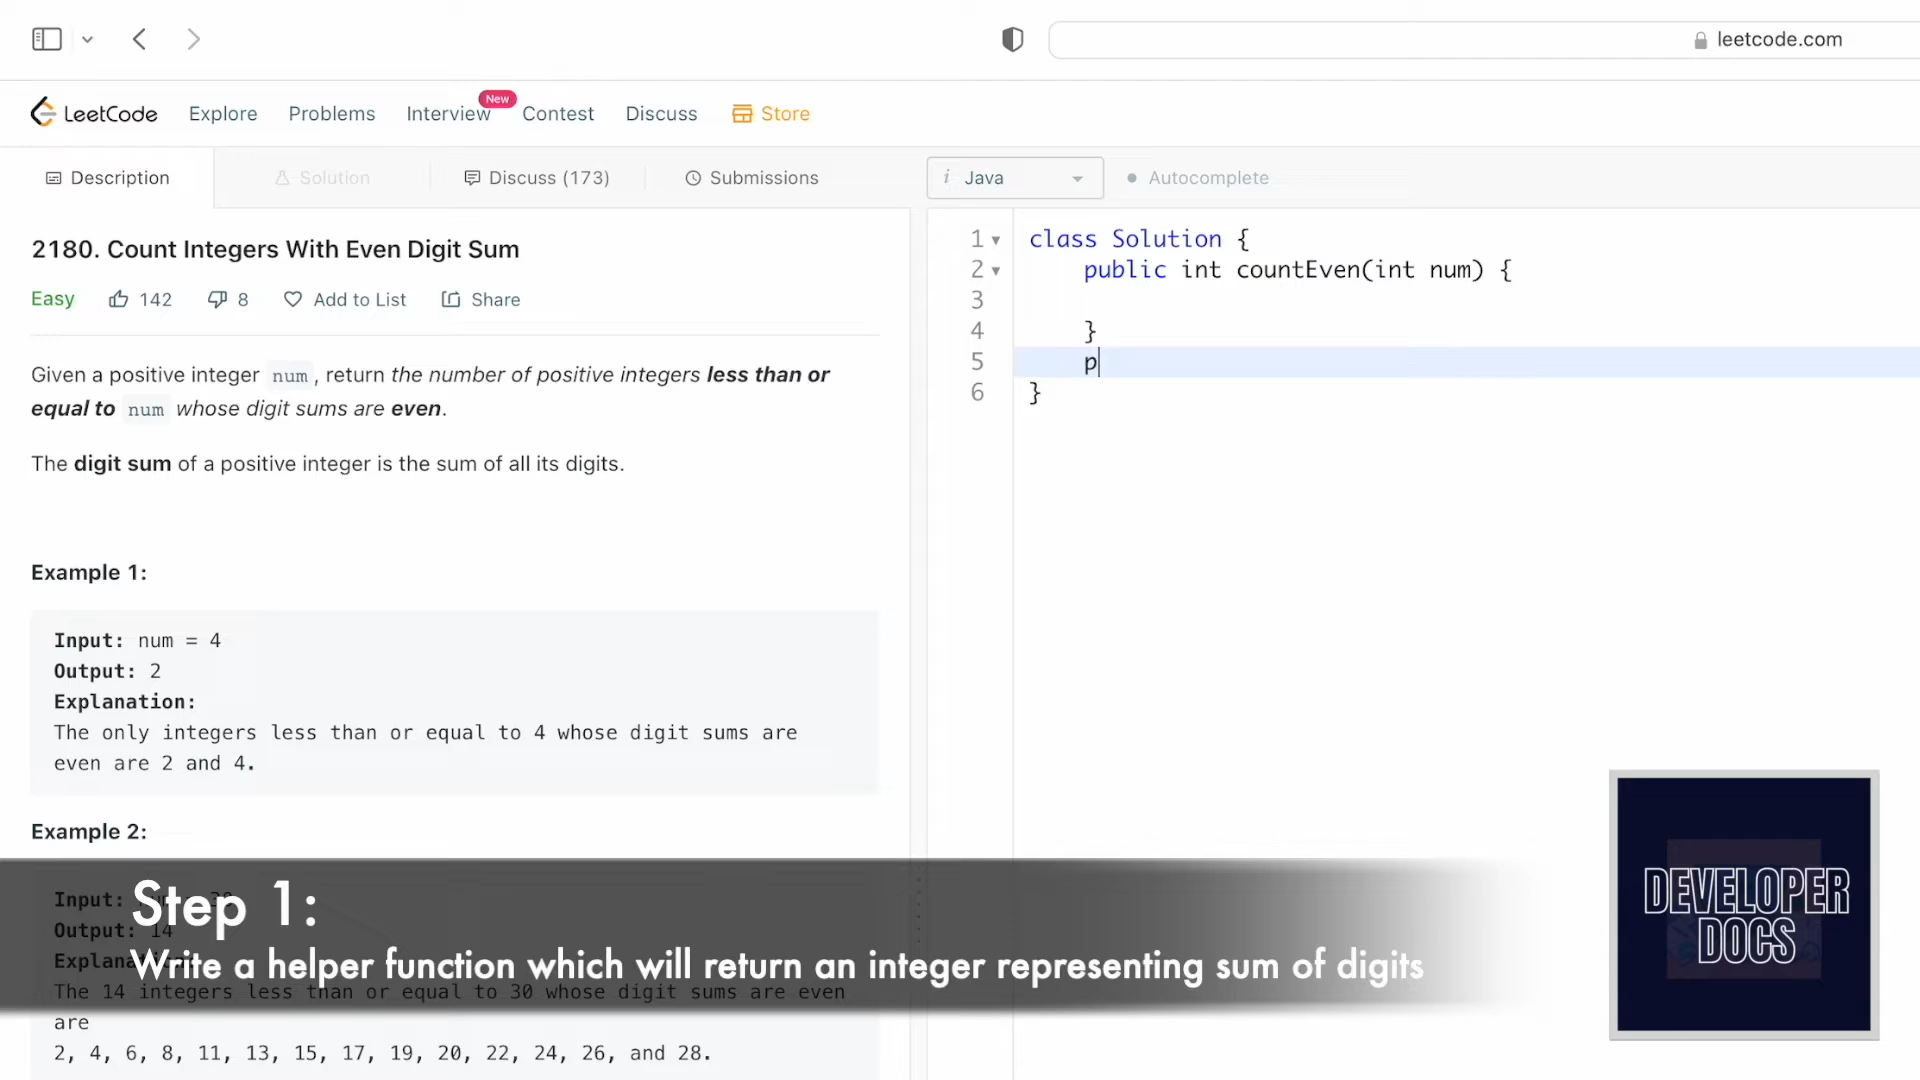 leetcode.com
LeetCode
Explore
Problems
Interview
New
Contest
Discuss
Store
Description
Solution
Discuss (173)
Submissions
i Java
Autocomplete
2180. Count Integers With Even Digit Sum
Easy
142
8
Add to List
Share
Given a positive integer num, return the number of positive integers less than or
equal to num whose digit sums are even.
The digit sum of a positive integer is the sum of all its digits.
Example 1:
Input: num = 4
Output: 2
Explanation:
The only integers less than or equal to 4 whose digit sums are
even are 2 and 4.
Example 2:
Input: 30
Output: 14
The 14 integers less than or equal to 30 whose digit sums are even
are
2, 4, 6, 8, 11, 13, 15, 17, 19, 20, 22, 24, 26, and 28.
1 class Solution {
2 public int countEven(int num) {
3
4 }
5 p
6 }
Step 1:
Write a helper function which will return an integer representing sum of digits
DEVELOPER
DOCS